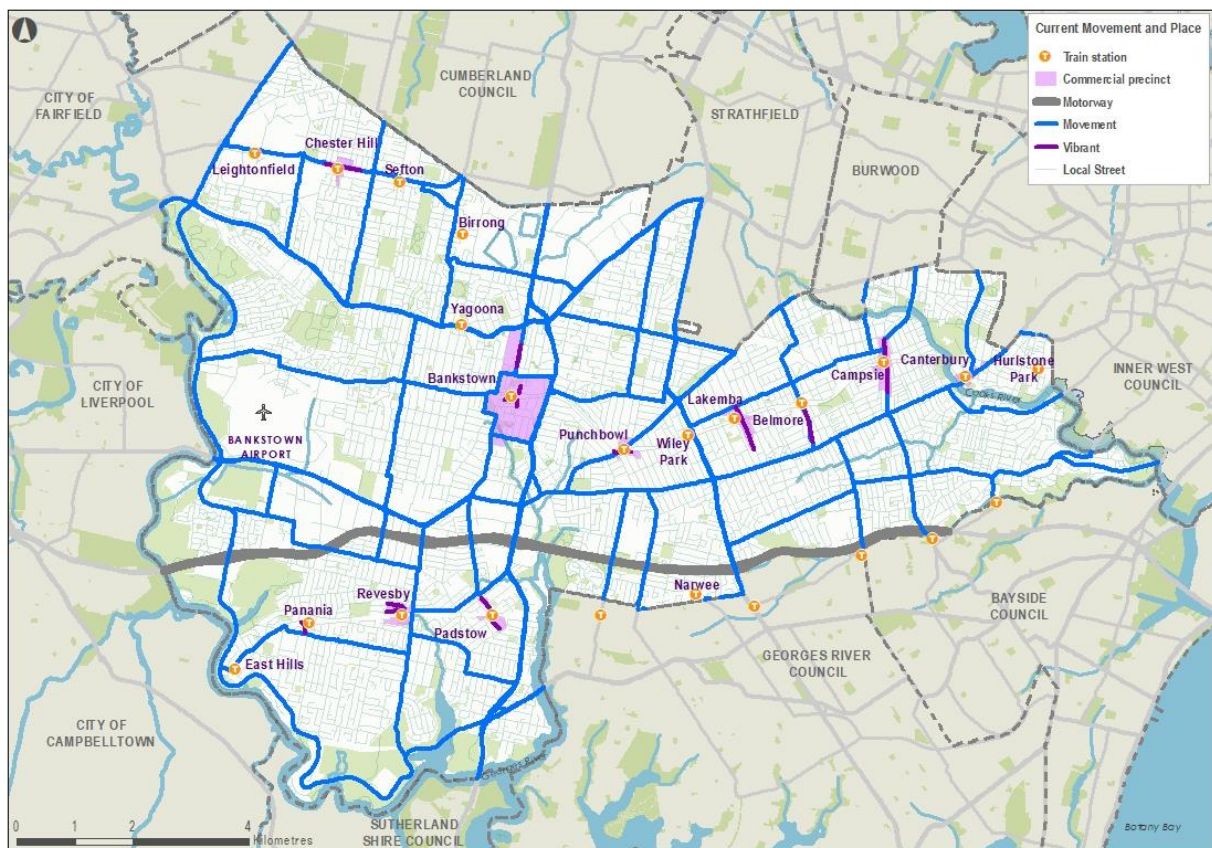 Current Movement and Place
Train station
Commercial precinct
Motorway
Movement
Vibrant
Local Street
CITY OF
FAIRFIELD
CUMBERLAND
COUNCIL
STRATHFIELD
BURWOOD
INNER WEST
COUNCIL
CITY OF
LIVERPOOL
Leightonfield
Chester Hill
Sefton
Birrong
Yagoona
Bankstown
BANKSTOWN
AIRPORT
Punchbowl
Wiley
Park
Lakemba
Belmore
Campsie
Canterbury
Hurlstone
Park
Cooks River
Narwee
Revesby
Panania
Padstow
East Hills
BAYSIDE
COUNCIL
GEORGES RIVER
COUNCIL
CITY OF
CAMPBELLTOWN
SUTHERLAND
SHIRE COUNCIL
Botany Bay
0 1 2 4
Kilometres